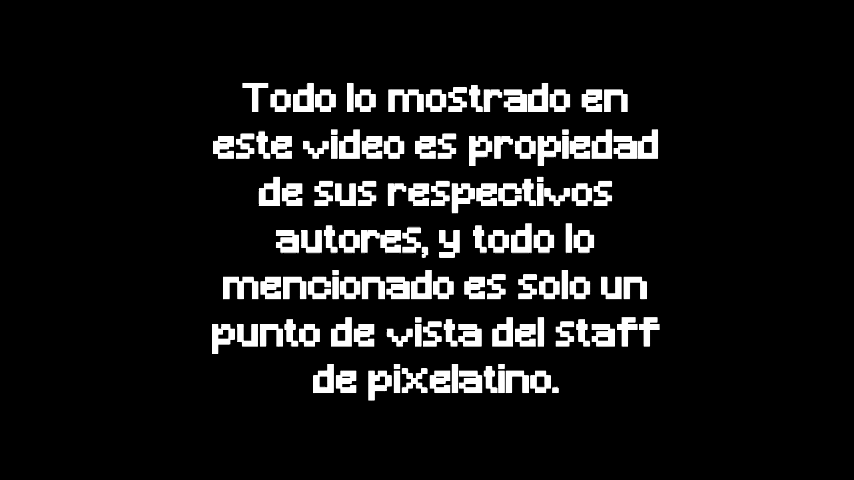 Todo lo mostrado en
este video es propiedad
de sus respectivos
autores, y todo lo
mencionado es solo un
punto de vista del staff
de pixelatino.